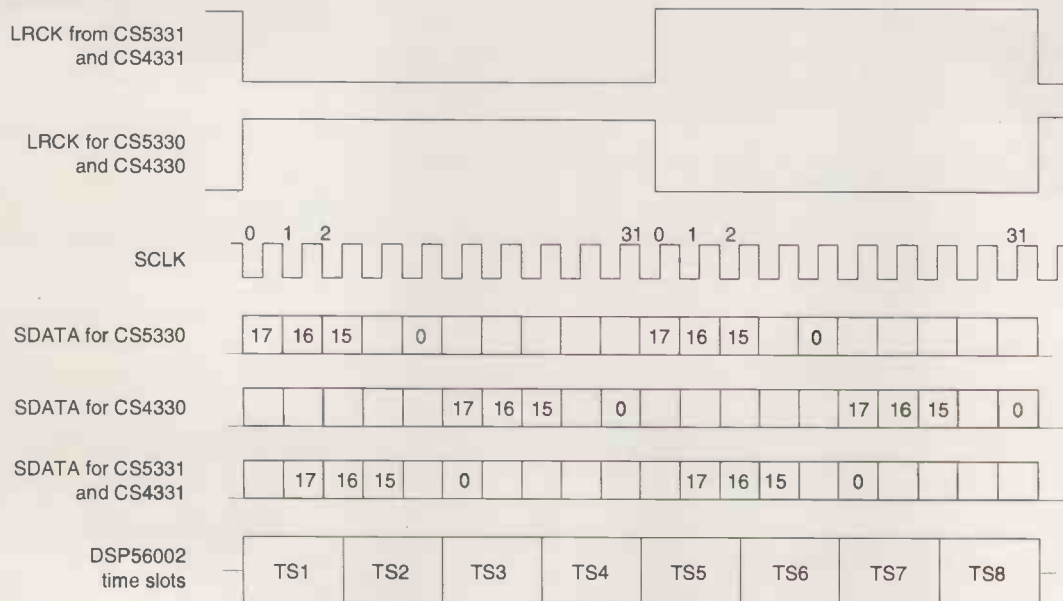 LRCK from CS5331
and CS4331
LRCK for CS5330
and CS4330
0 1 2 31 0 1 2 31
SCLK
SDATA for CS5330 17 16 15 0 17 16 15 0
SDATA for CS4330 17 16 15 0 17 16 15 0
SDATA for CS5331
and CS4331
17 16 15 0 17 16 15 0
DSP56002
time slots
TS1 TS2 TS3 TS4 TS5 TS6 TS7 TS8